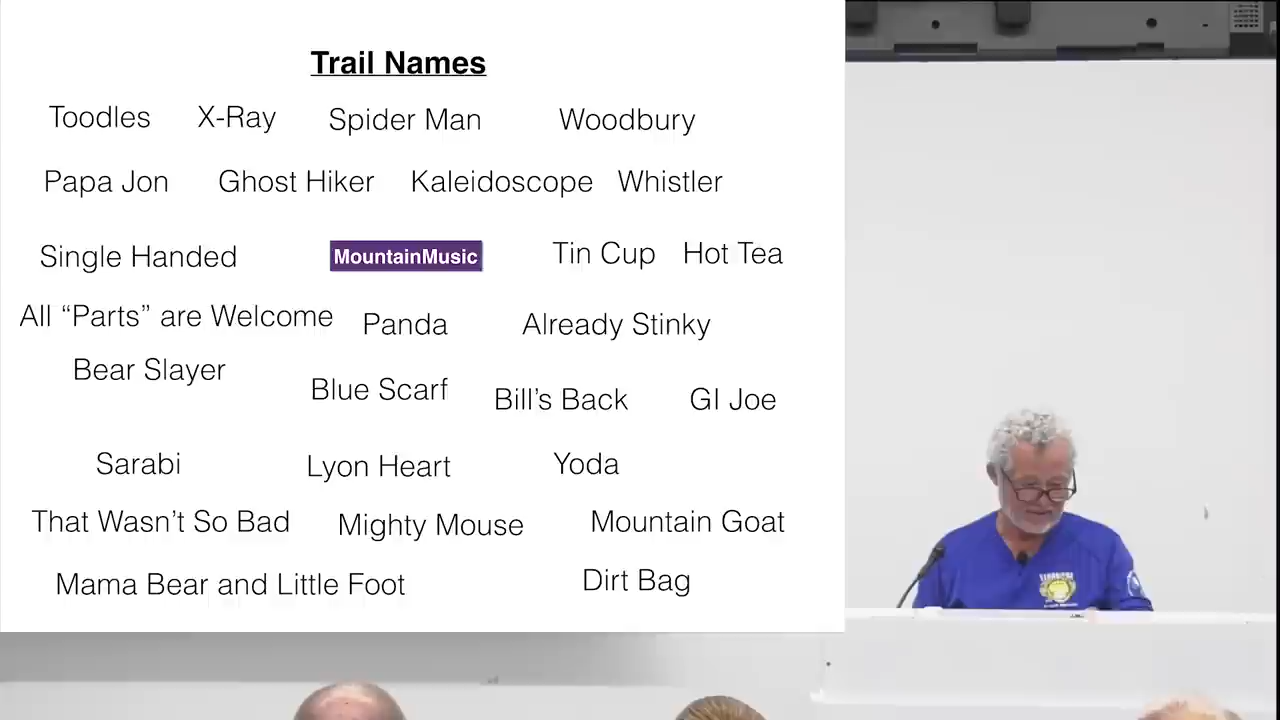 Trail Names
Toodles X-Ray Spider Man Woodbury
Papa Jon Ghost Hiker Kaleidoscope Whistler
Single Handed MountainMusic Tin Cup Hot Tea
All “Parts” are Welcome Panda Already Stinky
Bear Slayer Blue Scarf Bill’s Back GI Joe
Sarabi Lyon Heart Yoda
That Wasn’t So Bad Mighty Mouse Mountain Goat
Mama Bear and Little Foot Dirt Bag